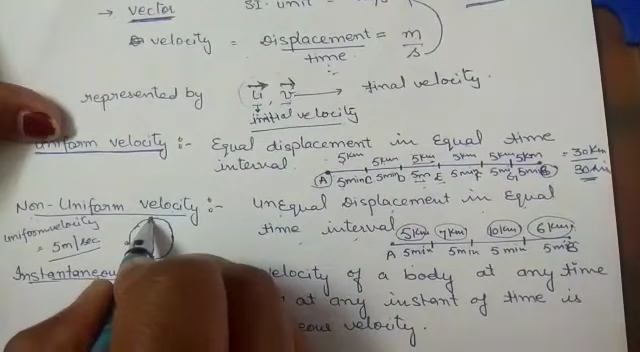 → vector SI. unit =
velocity = displacement / time = m/s
represented by u, v → final velocity.
initial velocity
Uniform velocity :- Equal displacement in Equal time
interval.
5km 5km 5km 5km 5km = 30km
A 5min C 5min D 5m E 5min F 5m G 5min B 30min
Non-Uniform velocity :- unEqual Displacement in Equal
time interval. 5km 7km 10km 6km
A 5min 5min 5min 5min B
Uniform velocity
= 5m/sec
velocity of a body at any time
at any instant of time is
velocity.